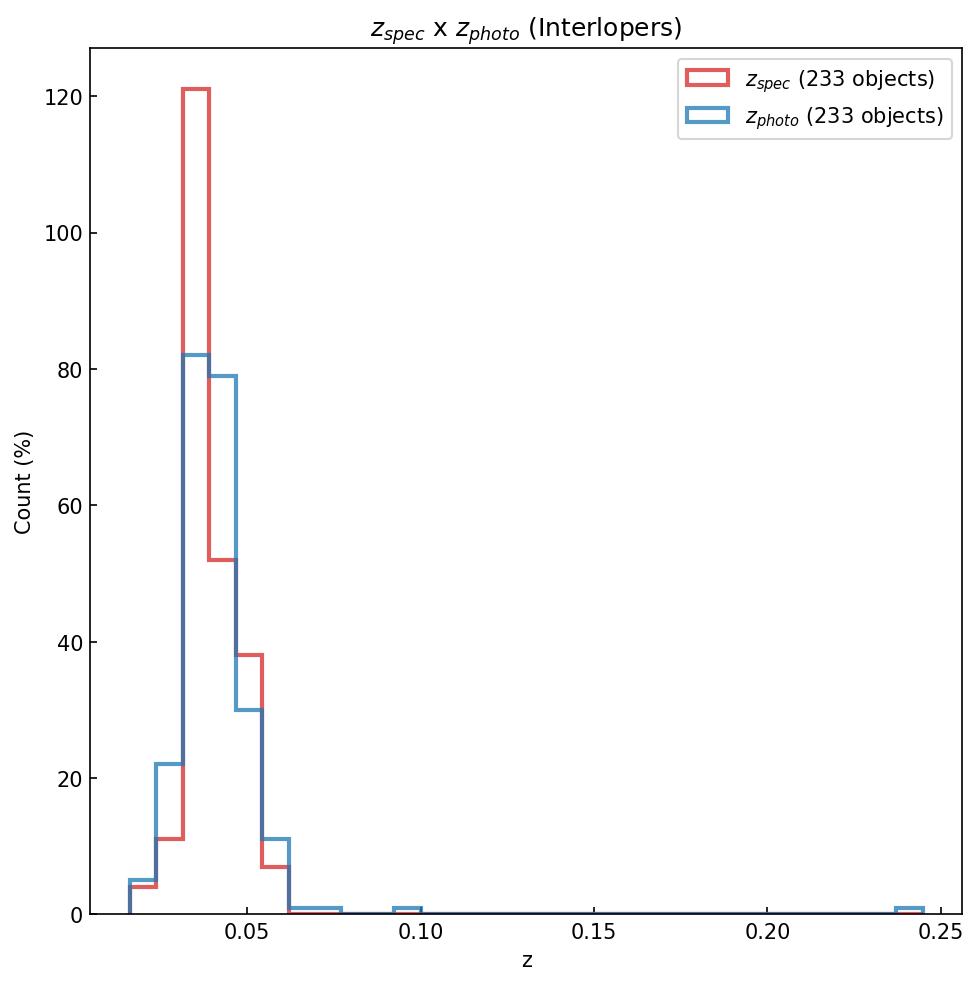 z_spec x z_photo (Interlopers)
z_spec (233 objects)
z_photo (233 objects)
Count (%)
120
100
80
60
40
20
0
0.05 0.10 0.15 0.20 0.25
z